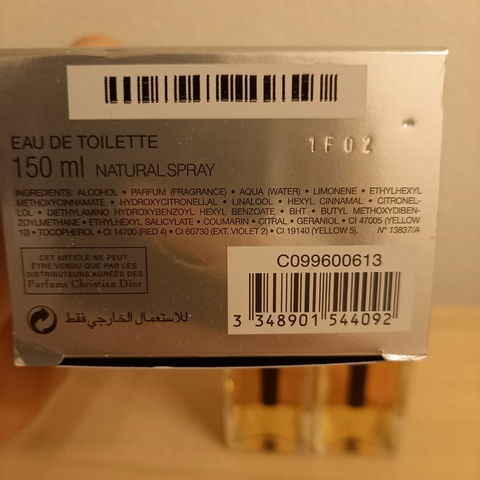 EAU DE TOILETTE
1F02
150 ml NATURAL SPRAY
INGREDIENTS: ALCOHOL • PARFUM (FRAGRANCE) • AQUA (WATER) • LIMONENE • ETHYLHEXYL
METHOXYCINNAMATE • HYDROXYCITRONELLAL • LINALOOL • HEXYL CINNAMAL • CITRONEL-
LOL • DIETHYLAMINO HYDROXYBENZOYL HEXYL BENZOATE • BHT • BUTYL METHOXYDIBEN-
ZOYLMETHANE • ETHYLHEXYL SALICYLATE • COUMARIN • CITRAL • GERANIOL • CI 47005 (YELLOW
10) • TOCOPHEROL • CI 14700 (RED 4) • CI 60730 (EXT. VIOLET 2) • CI 19140 (YELLOW 5). N° 13837/A
CET ARTICLE NE PEUT
ÊTRE VENDU QUE PAR LES
DISTRIBUTEURS AGRÉÉS DES
Parfums Christian Dior
C099600613
3 348901 544092
للاستعمال الخارجي فقط